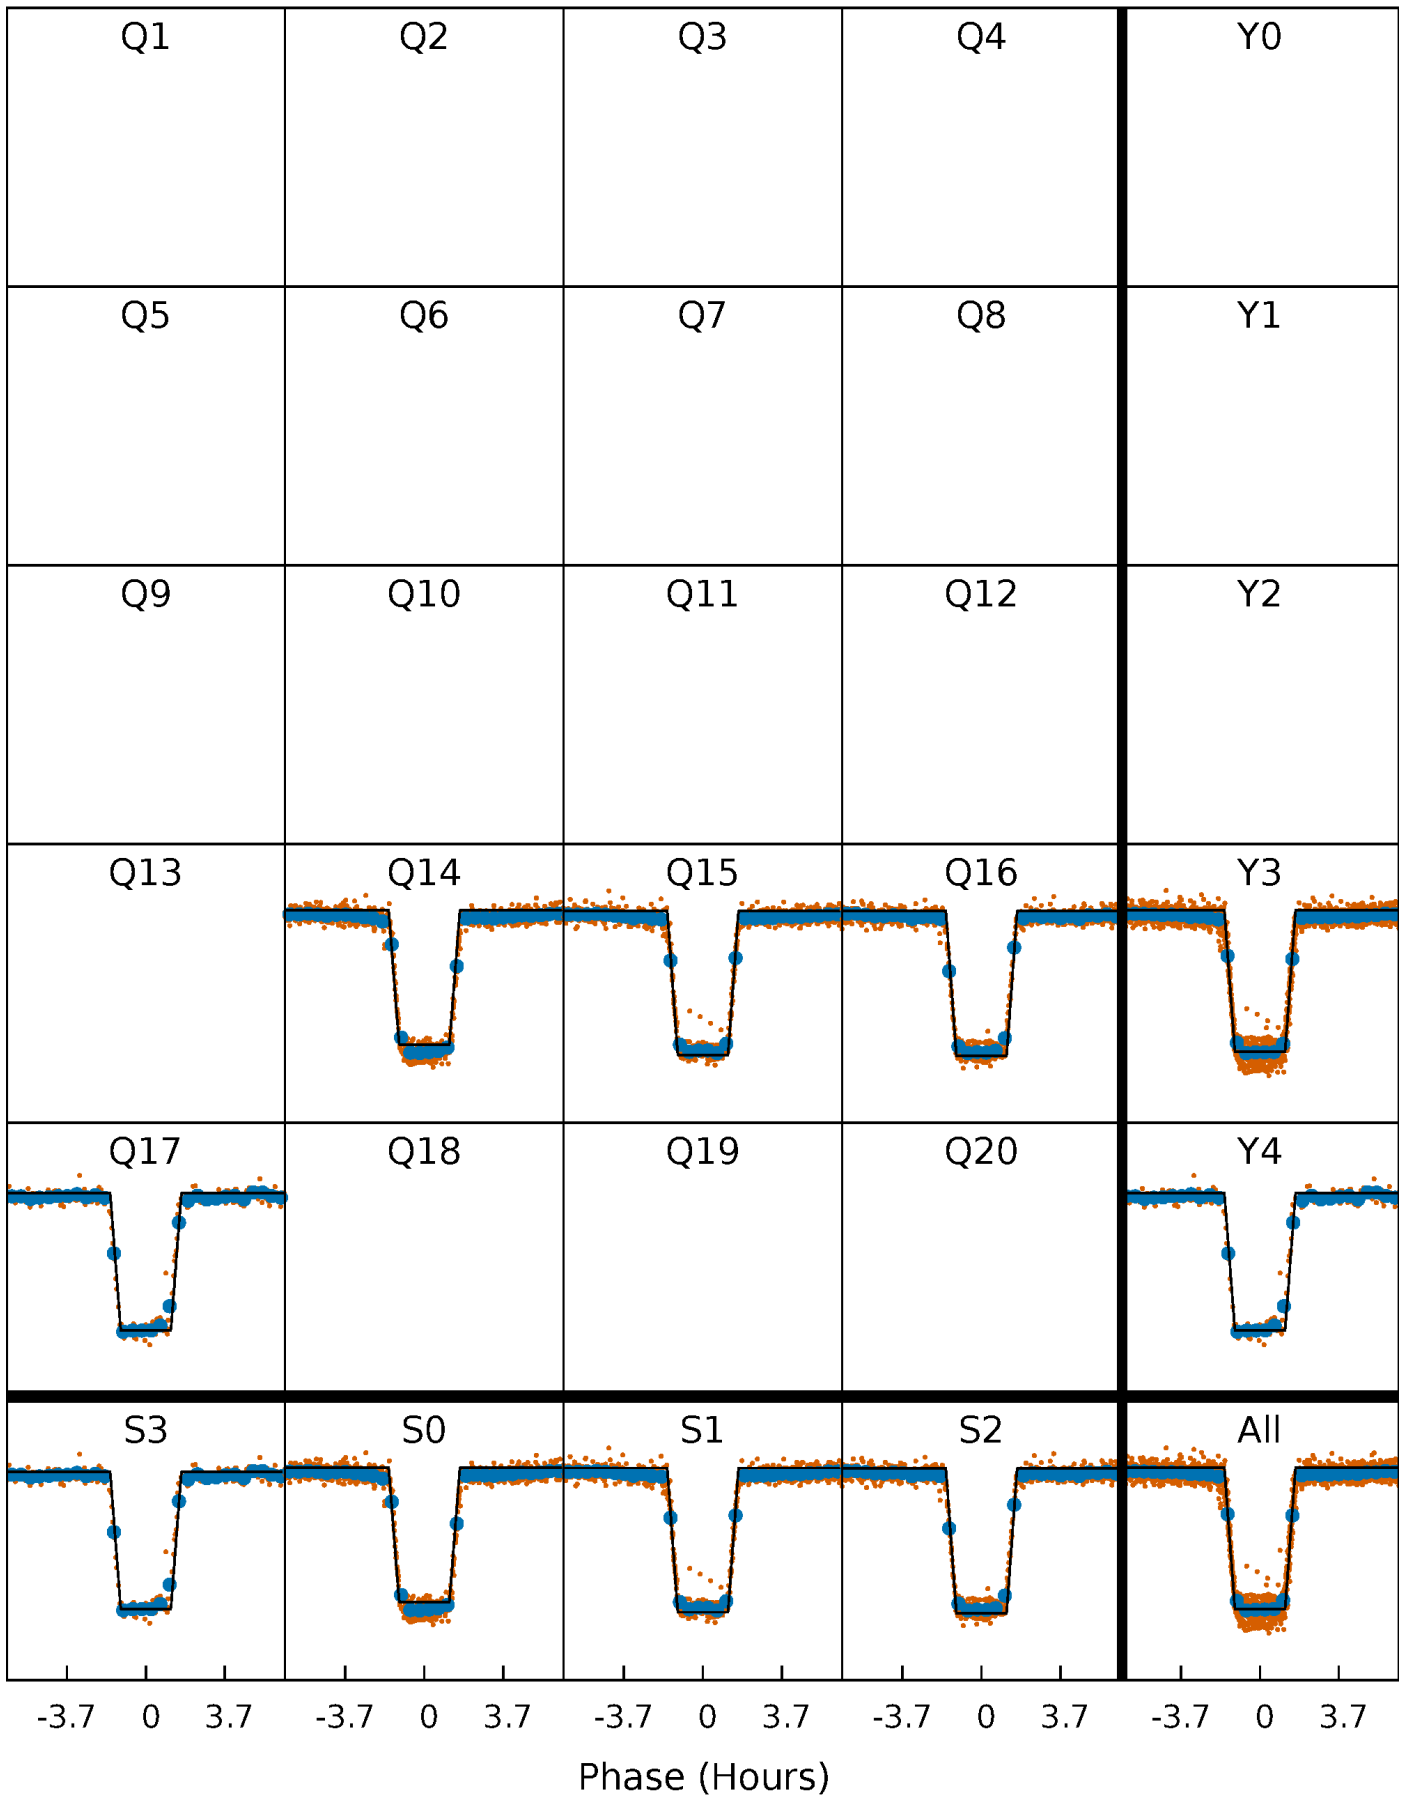 Q1 Q2 Q3 Q4 Y0
Q5 Q6 Q7 Q8 Y1
Q9 Q10 Q11 Q12 Y2
Q13 Q14 Q15 Q16 Y3
Q17 Q18 Q19 Q20 Y4
S3 S0 S1 S2 All
-3.7 0 3.7 -3.7 0 3.7 -3.7 0 3.7 -3.7 0 3.7 -3.7 0 3.7
Phase (Hours)